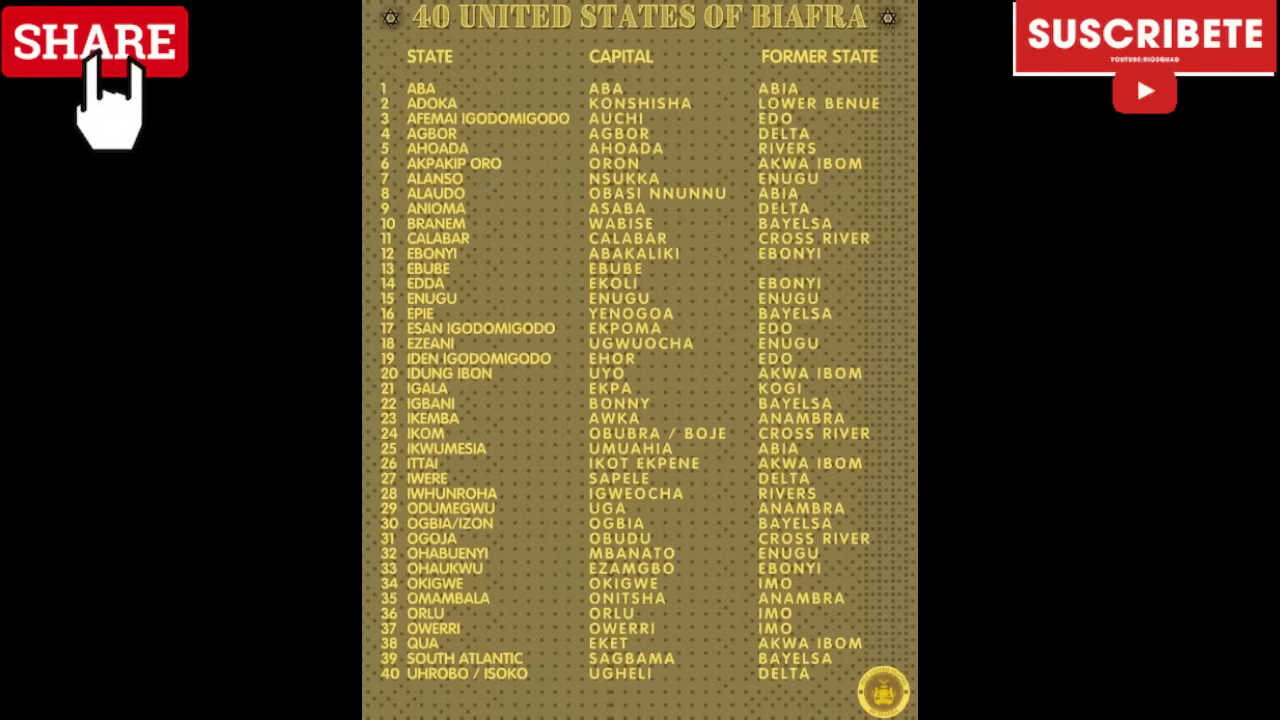 SHARE
SUSCRIBETE
YOUTUBE:RIOSQUAD
40 UNITED STATES OF BIAFRA
STATE CAPITAL FORMER STATE
1 ABA ABA ABIA
2 ADOKA KONSHISHA LOWER BENUE
3 AFEMAI IGODOMIGODO AUCHI EDO
4 AGBOR AGBOR DELTA
5 AHOADA AHOADA RIVERS
6 AKPAKIP ORO ORON AKWA IBOM
7 ALANSO NSUKKA ENUGU
8 ALAUDO OBASI NNUNNU ABIA
9 ANIOMA ASABA DELTA
10 BRANEM WABISE BAYELSA
11 CALABAR CALABAR CROSS RIVER
12 EBONYI ABAKALIKI EBONYI
13 EBUBE EBUBE
14 EDDA EKOLI EBONYI
15 ENUGU ENUGU ENUGU
16 EPIE YENOGOA BAYELSA
17 ESAN IGODOMIGODO EKPOMA EDO
18 EZEANI UGWUOCHA ENUGU
19 IDEN IGODOMIGODO EHOR EDO
20 IDUNG IBON UYO AKWA IBOM
21 IGALA EKPA KOGI
22 IGBANI BONNY BAYELSA
23 IKEMBA AWKA ANAMBRA
24 IKOM OBUBRA / BOJE CROSS RIVER
25 IKWUMESIA UMUAHIA ABIA
26 ITTAI IKOT EKPENE AKWA IBOM
27 IWERE SAPELE DELTA
28 IWHUNROHA IGWEOCHA RIVERS
29 ODUMEGWU UGA ANAMBRA
30 OGBIA/IZON OGBIA BAYELSA
31 OGOJA OBUDU CROSS RIVER
32 OHABUENYI MBANATO ENUGU
33 OHAUKWU EZAMGBO EBONYI
34 OKIGWE OKIGWE IMO
35 OMAMBALA ONITSHA ANAMBRA
36 ORLU ORLU IMO
37 OWERRI OWERRI IMO
38 QUA EKET AKWA IBOM
39 SOUTH ATLANTIC SAGBAMA BAYELSA
40 UHROBO / ISOKO UGHELI DELTA